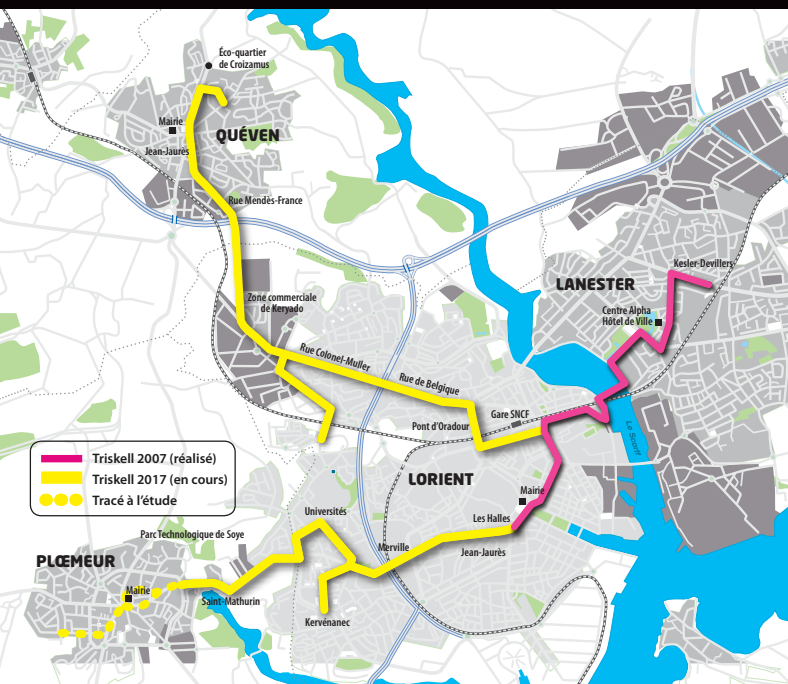 Éco-quartier
de Croizamus
Mairie
QUÉVEN
Jean-Jaurès
Rue Mendès-France
Kesler-Devillers
LANESTER
Zone commerciale
de Keryado
Centre Alpha
Hôtel de Ville
Rue Colonel-Muller
Rue de Belgique
Gare SNCF
Pont d'Oradour
Le Scorff
Triskell 2007 (réalisé)
Triskell 2017 (en cours)
Tracé à l'étude
LORIENT
Mairie
Universités
Les Halles
Parc Technologique de Soye
Merville
Jean-Jaurès
PLŒMEUR
Mairie
Saint-Mathurin
Kervénanec